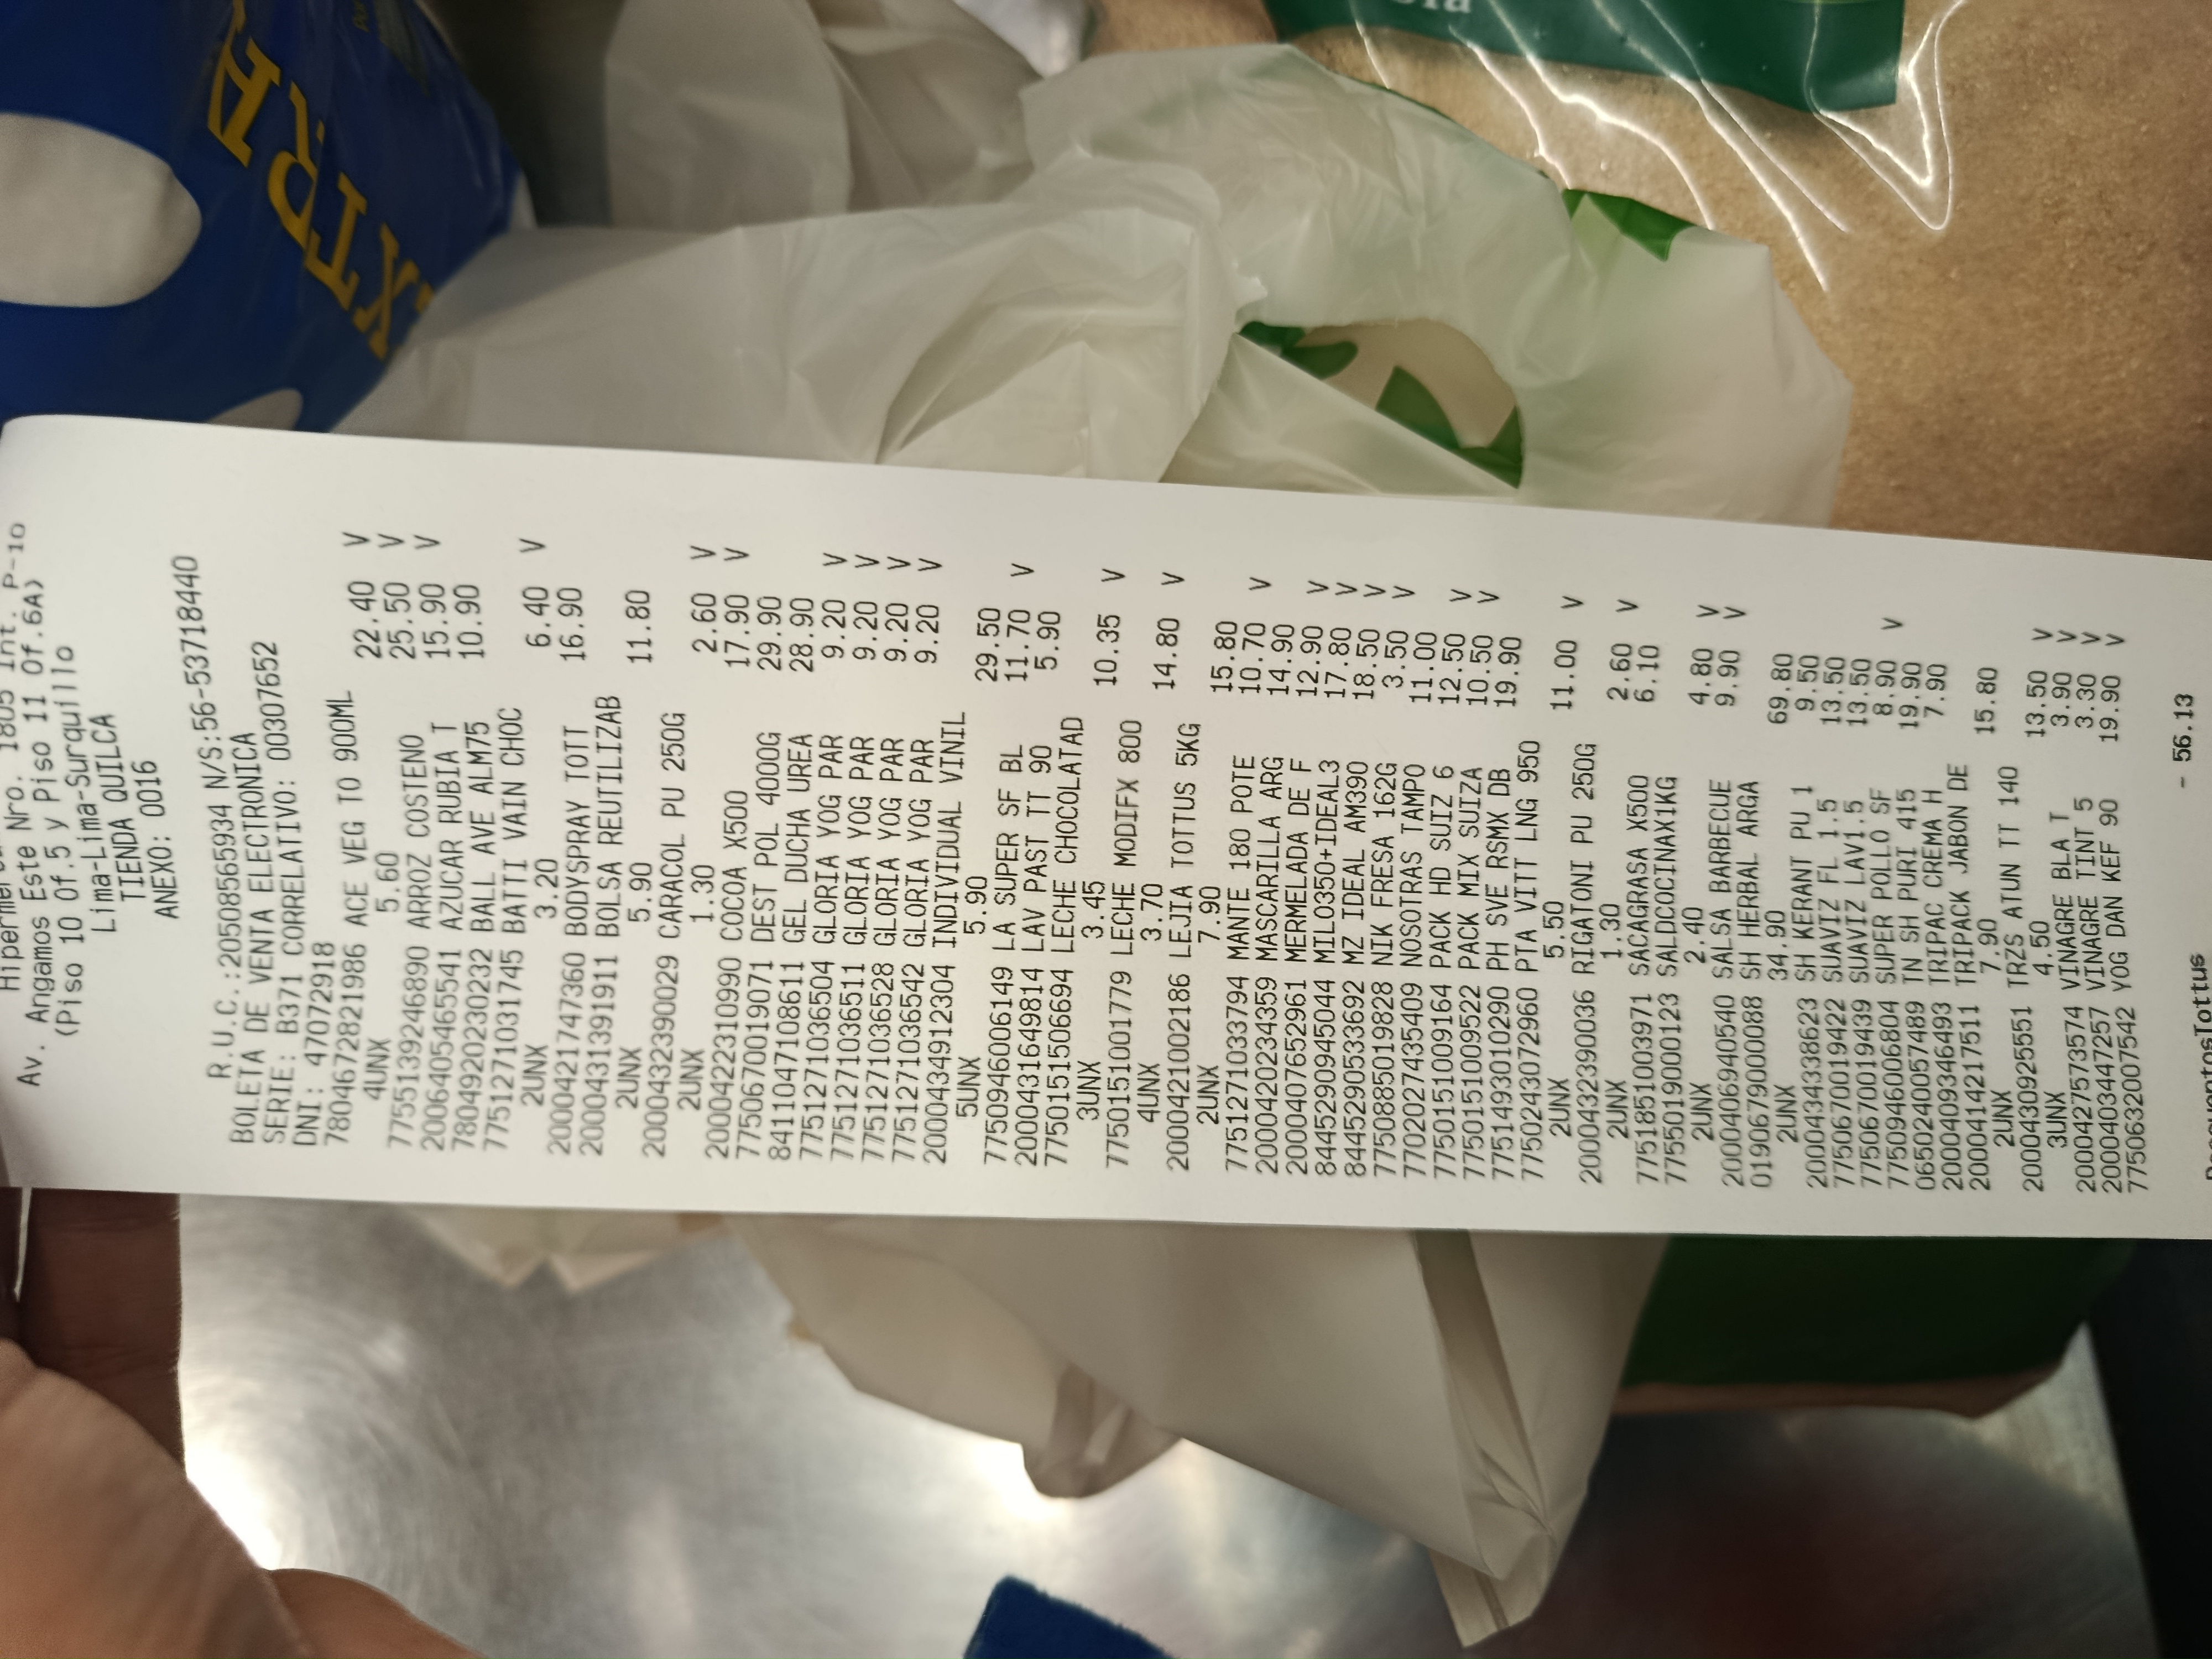 EXTRA
Av. Angamos Este Nro. 1805 Int. P-10
(Piso 10 Of.5 y Piso 11 Of.6A)
Lima-Lima-Surquillo
TIENDA QUILCA
ANEXO: 0016
R.U.C.:20508565934 N/S:56-53718440
BOLETA DE VENTA ELECTRONICA
SERIE: B371 CORRELATIVO: 00307652
DNI: 47072918
7804672821986 ACE VEG TO 900ML
4UNX 5.60 22.40 V
7755139246890 ARROZ COSTENO 25.50 V
2006405465541 AZUCAR RUBIA T 15.90 V
7804920230232 BALL AVE ALM75 10.90
7751271031745 BATTI VAIN CHOC
2UNX 3.20 6.40 V
2000421747360 BODYSPRAY TOTT 16.90
2000431391911 BOLSA REUTILIZAB
2UNX 5.90 11.80
2000432390029 CARACOL PU 250G
2UNX 1.30 2.60 V
2000422310990 COCOA X500 17.90 V
7750670019071 DEST POL 4000G 29.90
8411047108611 GEL DUCHA UREA 28.90
7751271036504 GLORIA YOG PAR 9.20 V
7751271036511 GLORIA YOG PAR 9.20 V
7751271036528 GLORIA YOG PAR 9.20 V
7751271036542 GLORIA YOG PAR 9.20 V
2000434912304 INDIVIDUAL VINIL
5UNX 5.90 29.50
7750946006149 LA SUPER SF BL 11.70 V
2000431649814 LAV PAST TT 90 5.90
7750151506694 LECHE CHOCOLATAD
3UNX 3.45 10.35 V
7750151001779 LECHE MODIFX 800
4UNX 3.70 14.80 V
2000421002186 LEJIA TOTTUS 5KG
2UNX 7.90 15.80
7751271033794 MANTE 180 POTE 10.70 V
2000420234359 MASCARILLA ARG 14.90
2000407652961 MERMELADA DE F 12.90 V
8445290945044 MILO350+IDEAL3 17.80 V
8445290533692 MZ IDEAL AM390 18.50 V
7750885019828 NIK FRESA 162G 3.50 V
7702027435409 NOSOTRAS TAMPO 11.00
7750151009164 PACK HD SUIZ 6 12.50 V
7750151009522 PACK MIX SUIZA 10.50 V
7751493010290 PH SVE RSMX DB 19.90
7750243072960 PTA VITT LNG 950
2UNX 5.50 11.00 V
2000432390036 RIGATONI PU 250G
2UNX 1.30 2.60 V
7751851003971 SACAGRASA X500 6.10
7755019000123 SALDCOCINAX1KG
2UNX 2.40 4.80 V
2000406940540 SALSA BARBECUE 9.90 V
0190679000088 SH HERBAL ARGA
2UNX 34.90 69.80
2000434386623 SH KERANT PU 1 9.50
7750670019422 SUAVIZ FL 1.5 13.50
7750670019439 SUAVIZ LAV1.5 13.50
7750946006804 SUPER POLLO SF 8.90 V
0650240057489 TN SH PURI 415 19.90
2000409346493 TRIPAC CREMA H 7.90
2000414217511 TRIPACK JABON DE
2UNX 7.90 15.80
2000430925551 TRZS ATUN TT 140
3UNX 4.50 13.50 V
2000427573574 VINAGRE BLA T 3.90 V
2000403447257 VINAGRE TINT 5 3.30 V
7750632007542 YOG DAN KEF 90 19.90 V
DescuentosTottus - 56.13